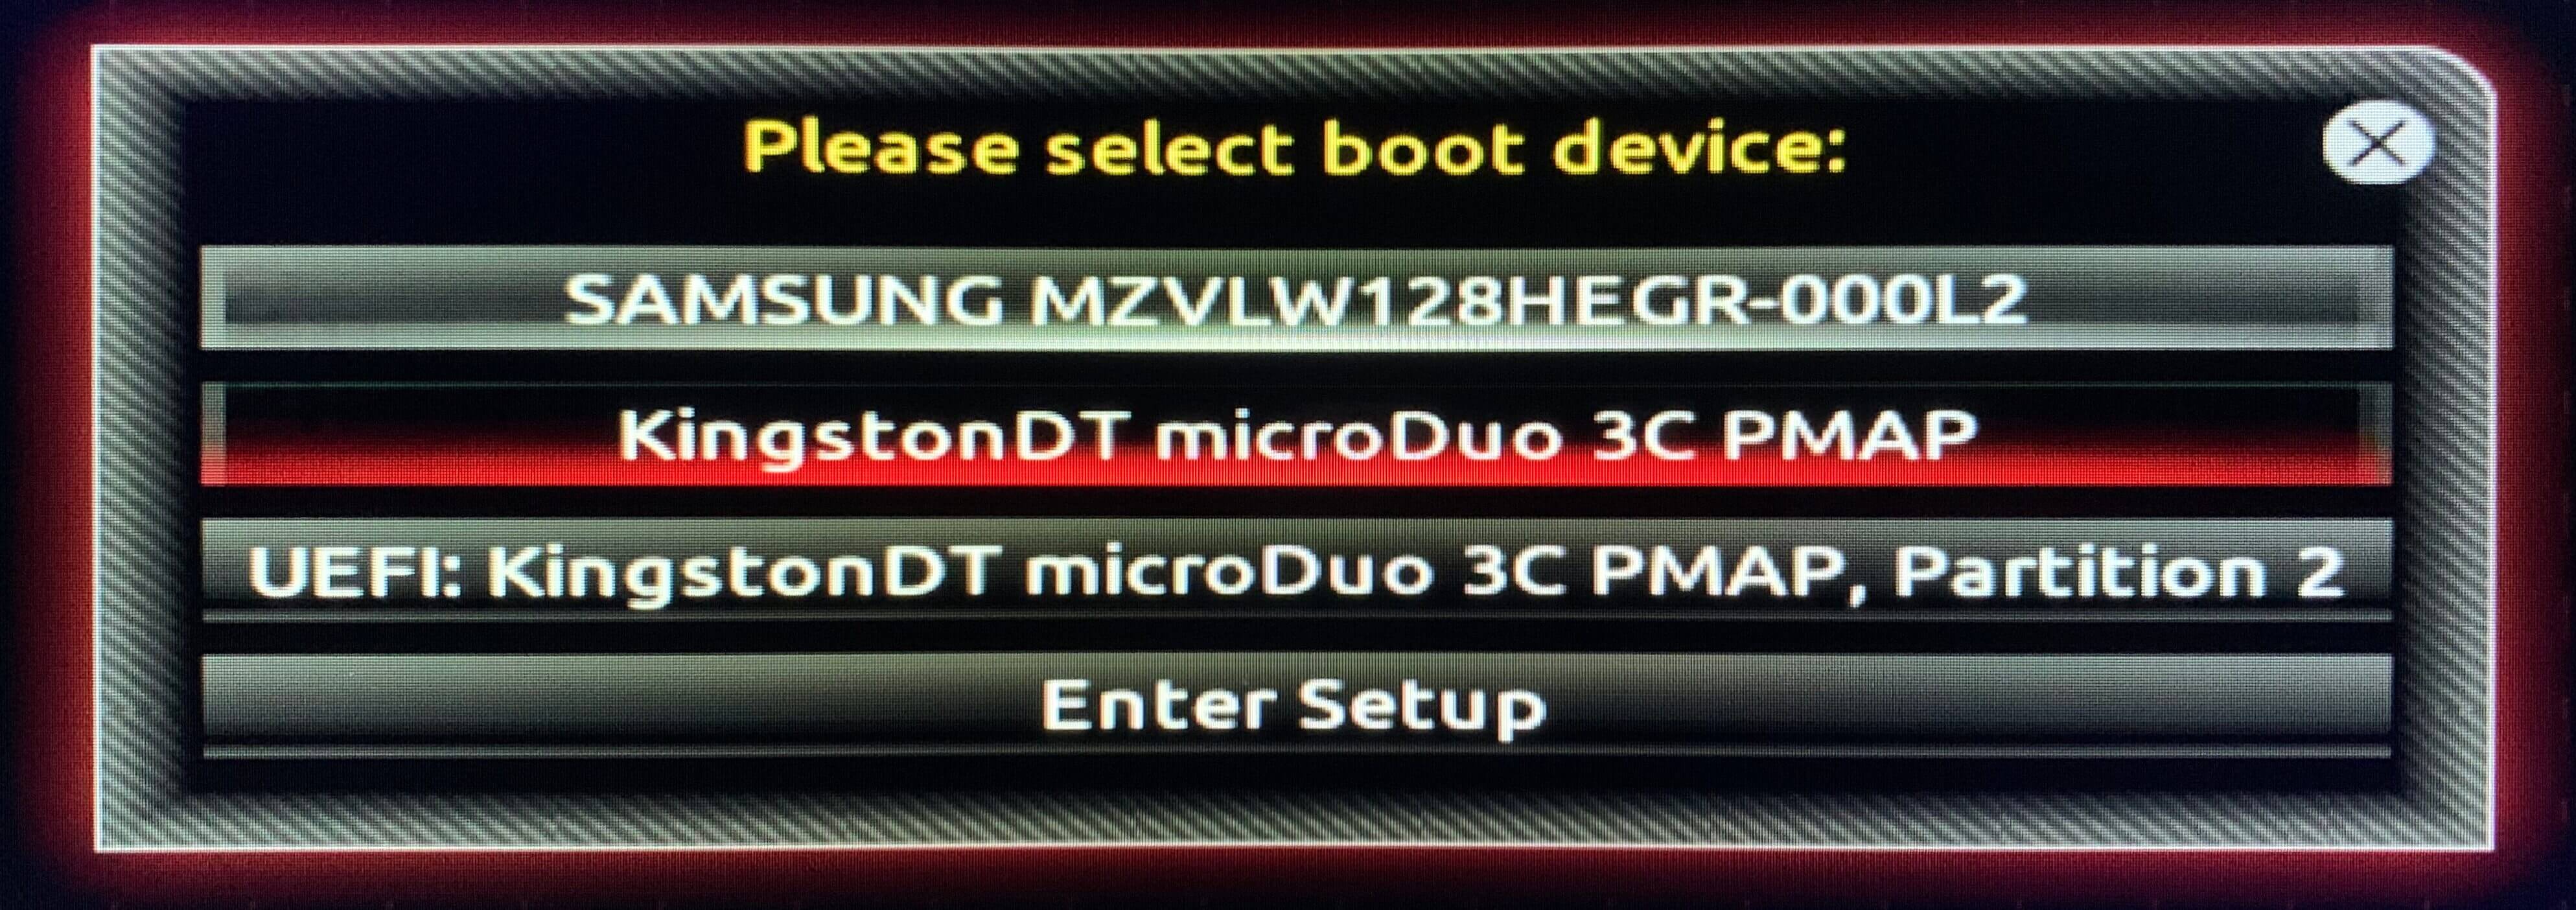 Please select boot device:
SAMSUNG MZVLW128HEGR-000L2
KingstonDT microDuo 3C PMAP
UEFI: KingstonDT microDuo 3C PMAP, Partition 2
Enter Setup